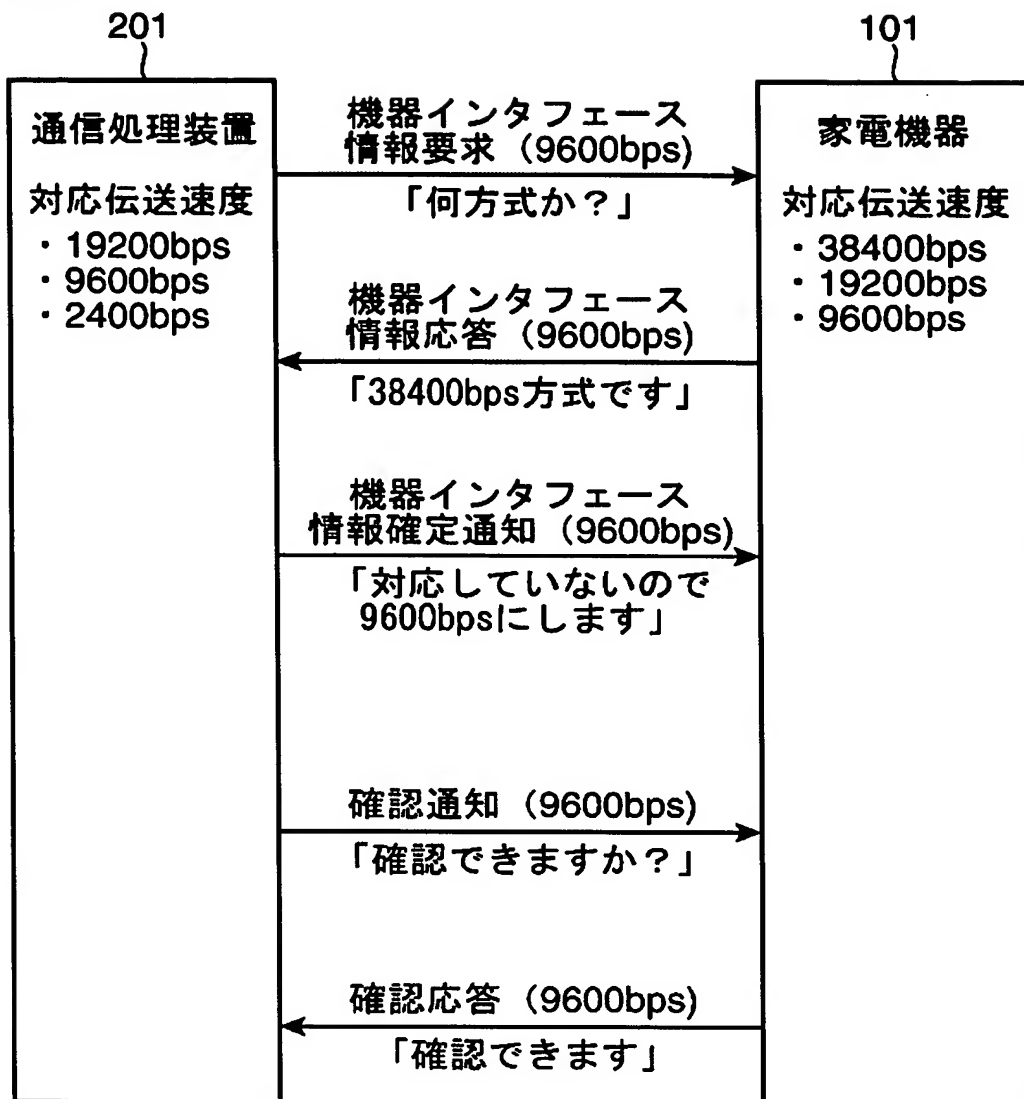 201
101
通信処理装置
対応伝送速度
・19200bps
・9600bps
・2400bps
家電機器
対応伝送速度
・38400bps
・19200bps
・9600bps
機器インタフェース
情報要求（9600bps)
「何方式か？」
機器インタフェース
情報応答（9600bps)
「38400bps方式です」
機器インタフェース
情報確定通知（9600bps)
「対応していないので
9600bpsにします」
確認通知（9600bps)
「確認できますか？」
確認応答（9600bps)
「確認できます」